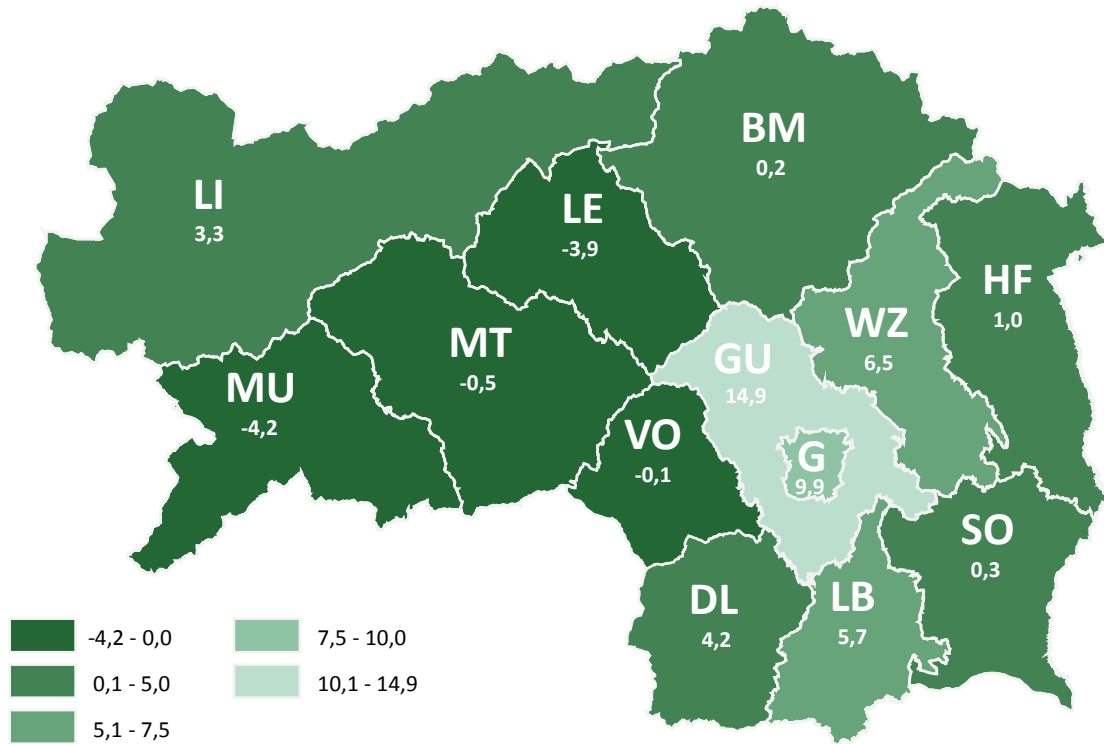 BM
0,2
LI
3,3
LE
-3,9
HF
1,0
WZ
6,5
MT
-0,5
GU
14,9
MU
-4,2
VO
-0,1
G
9,9
SO
0,3
DL
4,2
LB
5,7
-4,2 - 0,0
0,1 - 5,0
5,1 - 7,5
7,5 - 10,0
10,1 - 14,9